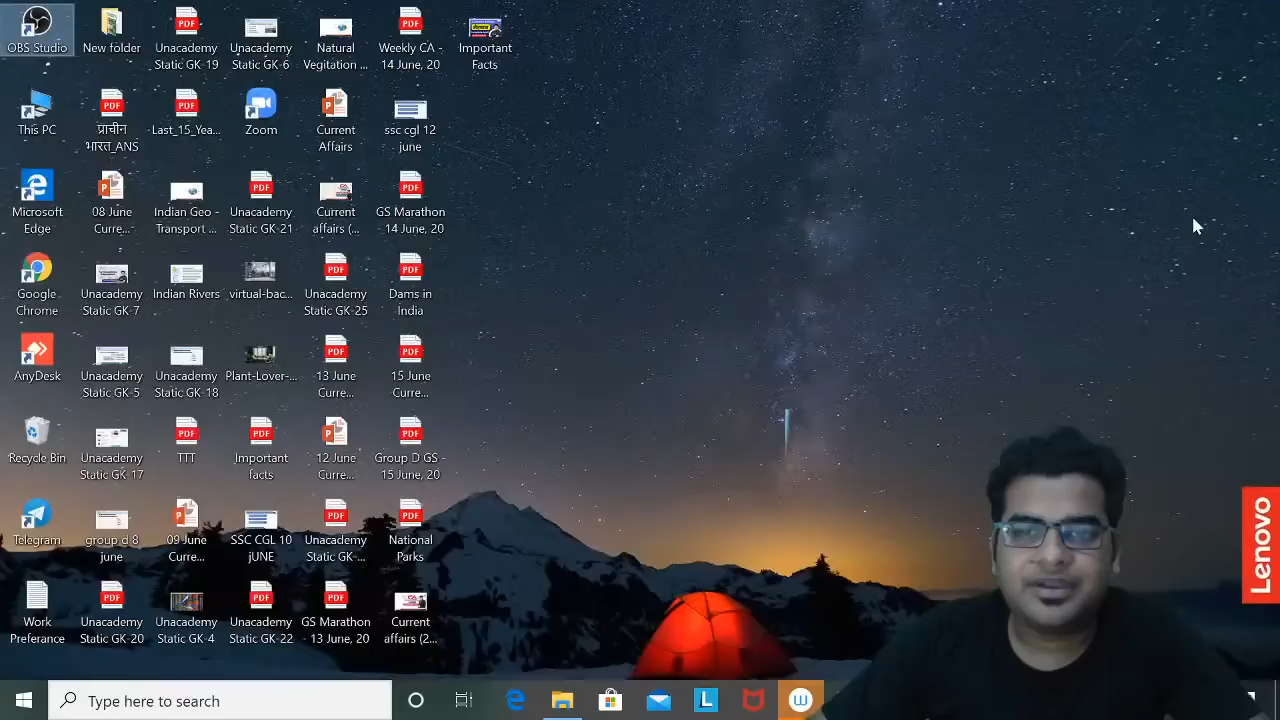 OBS Studio
New folder
Unacademy
Static GK-19
Unacademy
Static GK-6
Natural
Vegitation ...
Weekly CA -
14 June, 20
Important
Facts
This PC
प्राचीन
भारत_ANS
Last_15_Yea...
Zoom
Current
Affairs
ssc cgl 12
june
Microsoft
Edge
08 June
Curre...
Indian Geo -
Transport ...
Unacademy
Static GK-21
Current
affairs (...
GS Marathon
- 14 June, 20
Google
Chrome
Unacademy
Static GK-7
Indian Rivers
virtual-bac...
Unacademy
Static GK-25
Dams in
India
AnyDesk
Unacademy
Static GK-5
Unacademy
Static GK-18
Plant-Lover-...
13 June
Curre...
15 June
Curre...
Recycle Bin
Unacademy
Static GK-17
TTT
Important
facts
12 June
Curre...
Group D GS -
15 June, 20
Telegram
group d 8
june
09 June
Curre...
SSC CGL 10
jUNE
Unacademy
Static GK-...
National
Parks
Work
Preferance
Unacademy
Static GK-20
Unacademy
Static GK-4
Unacademy
Static GK-22
GS Marathon
- 13 June, 20
Current
affairs (2...
Lenovo
Type here to search